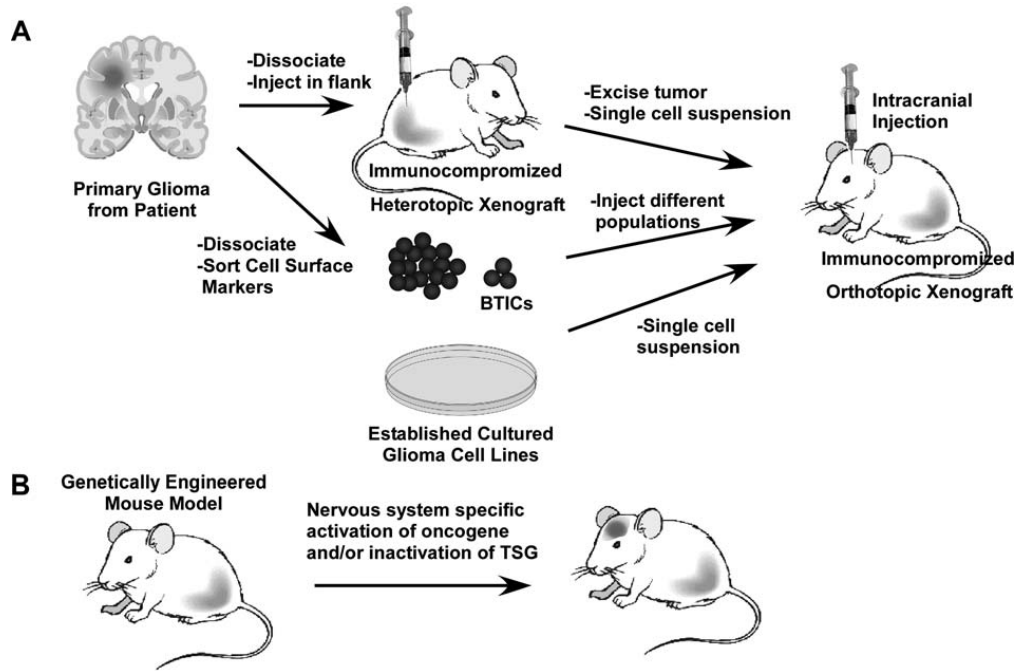 A
-Dissociate
-Inject in flank
Primary Glioma
from Patient
Immunocompromized
Heterotopic Xenograft
-Excise tumor
-Single cell suspension
Intracranial
Injection
-Dissociate
-Sort Cell Surface
Markers
BTICs
-Inject different
populations
Immunocompromized
Orthotopic Xenograft
-Single cell
suspension
Established Cultured
Glioma Cell Lines
B
Genetically Engineered
Mouse Model
Nervous system specific
activation of oncogene
and/or inactivation of TSG